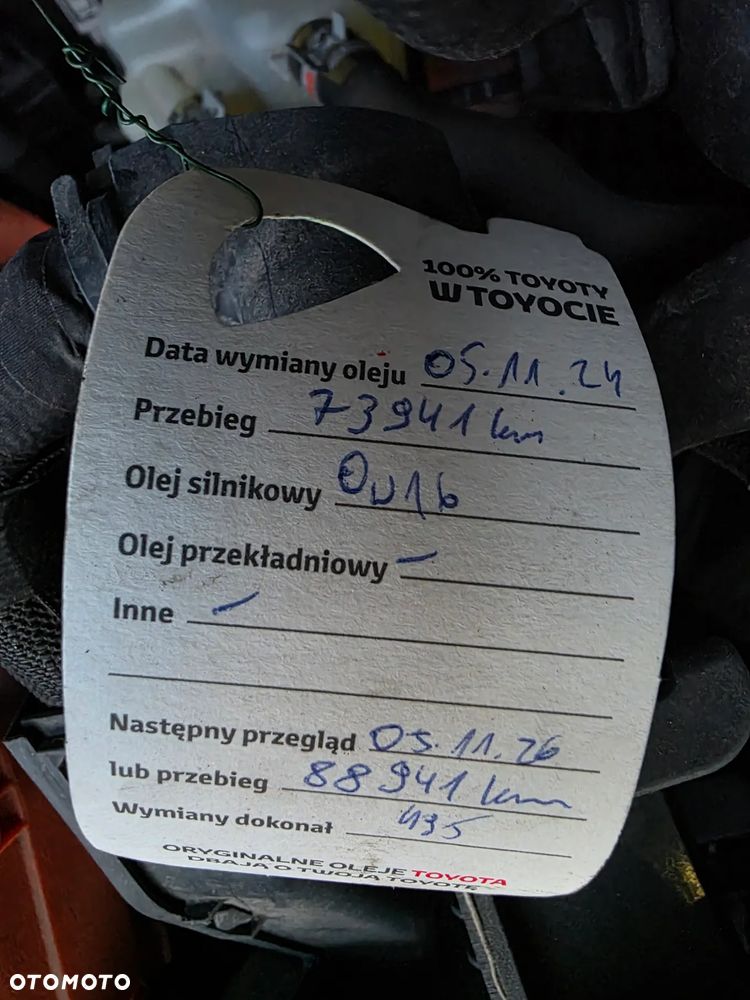 100% TOYOTY
W TOYOCIE
Data wymiany oleju 05.11.24
Przebieg 73941 km
Olej silnikowy 0W16
Olej przekładniowy -
Inne -
Następny przegląd 05.11.26
lub przebieg 88941 km
Wymiany dokonał 495
ORYGINALNE OLEJE TOYOTA
DBAJĄ O TWOJĄ TOYOTĘ
OTOMOTO